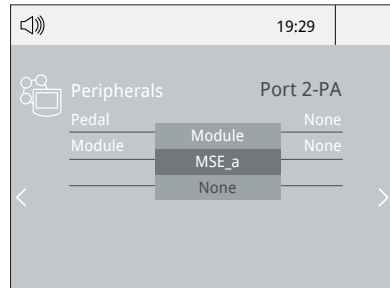 19:29
Peripherals Port 2-PA
Pedal None
Module None
Module
MSE_a
None